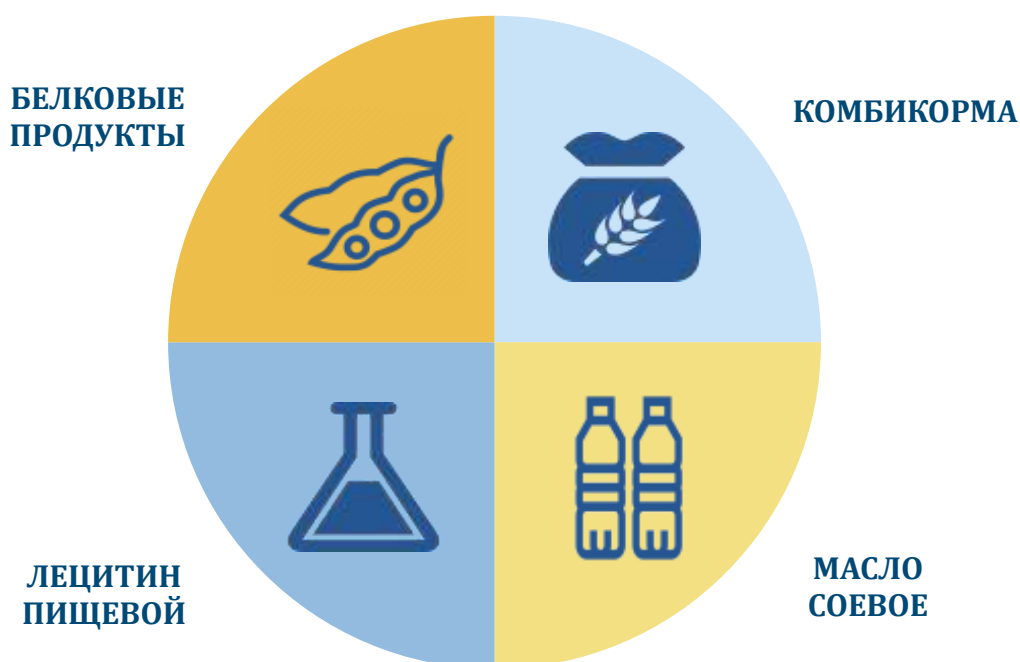 БЕЛКОВЫЕ
ПРОДУКТЫ
КОМБИКОРМА
ЛЕЦИТИН
ПИЩЕВОЙ
МАСЛО
СОЕВОЕ